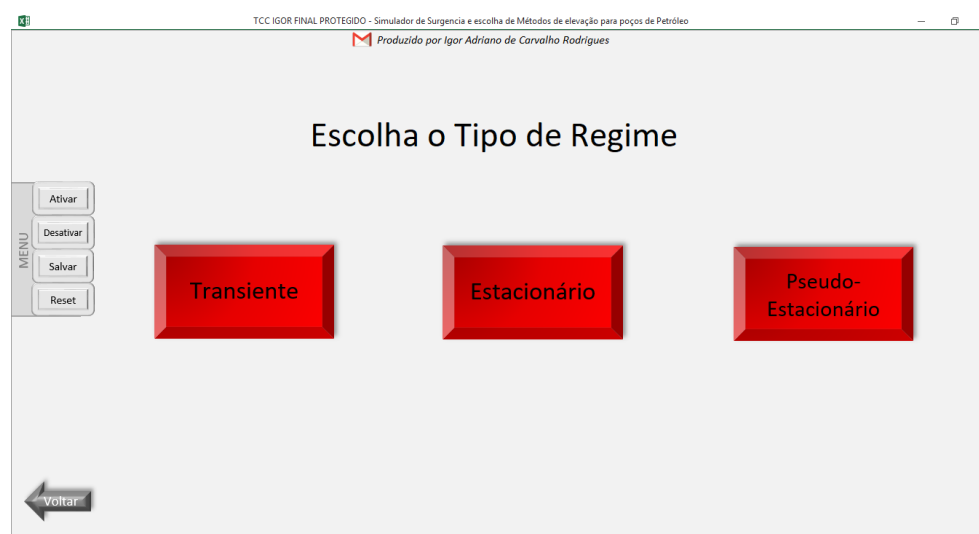 TCC IGOR FINAL PROTEGIDO - Simulador de Surgencia e escolha de Métodos de elevação para poços de Petróleo
Produzido por Igor Adriano de Carvalho Rodrigues
Escolha o Tipo de Regime
MENU
Ativar
Desativar
Salvar
Reset
Transiente
Estacionário
Pseudo-
Estacionário
Voltar